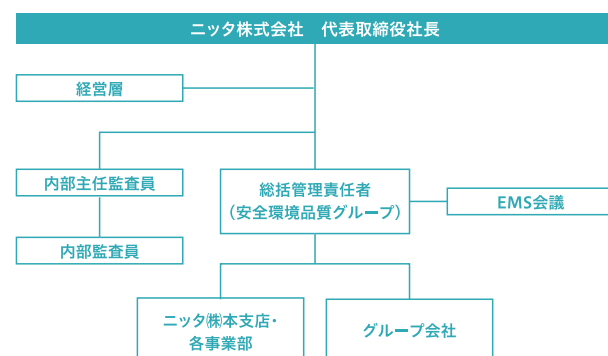 ニッタ株式会社　代表取締役社長
経営層
内部主任監査員
総括管理責任者
（安全環境品質グループ）
EMS会議
内部監査員
ニッタ㈱本支店・
各事業部
グループ会社